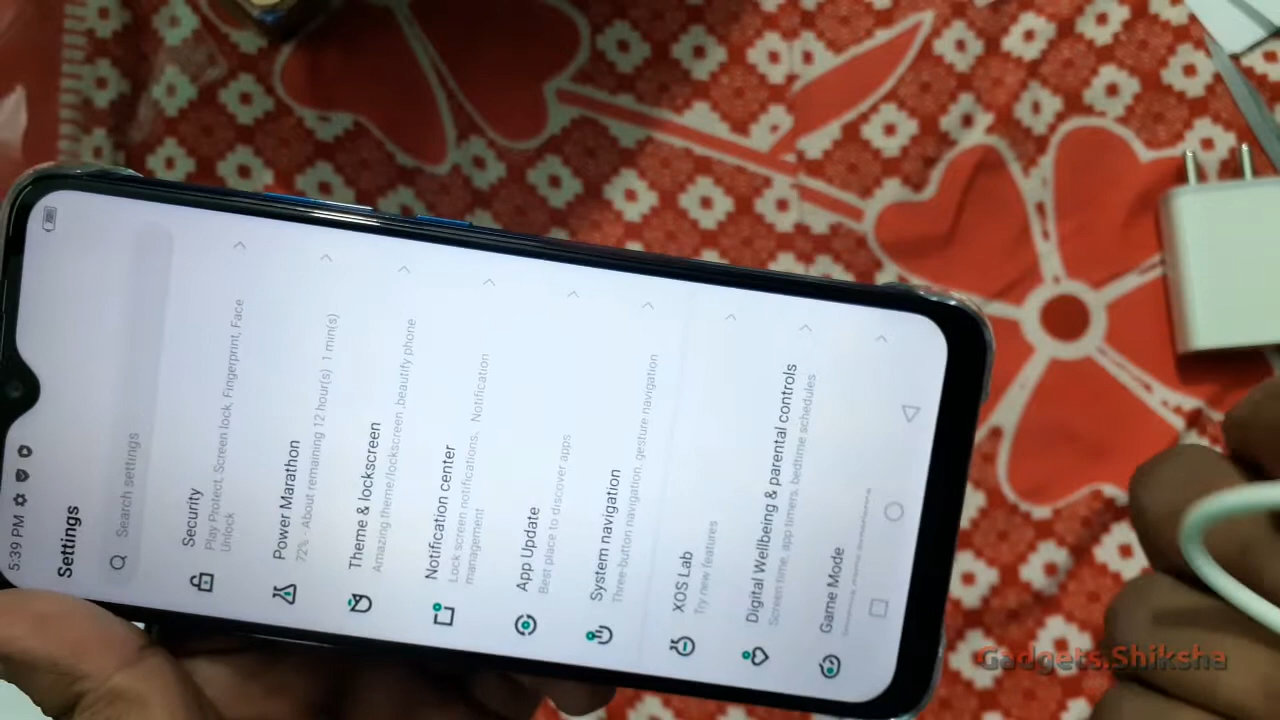 5:39 PM
Settings
Search settings
Security
Play Protect, Screen lock, Fingerprint, Face
Unlock
Power Marathon
72% - About remaining 12 hour(s) 1 min(s)
Theme & lockscreen
Amazing theme/lockscreen ,beautify phone
Notification center
Lock screen notifications、Notification
management
App Update
Best place to discover apps
System navigation
Three-button navigation, gesture navigation
XOS Lab
Try new features
Digital Wellbeing & parental controls
Screen time, app timers, bedtime schedules
Game Mode
Gadgets.Shiksha